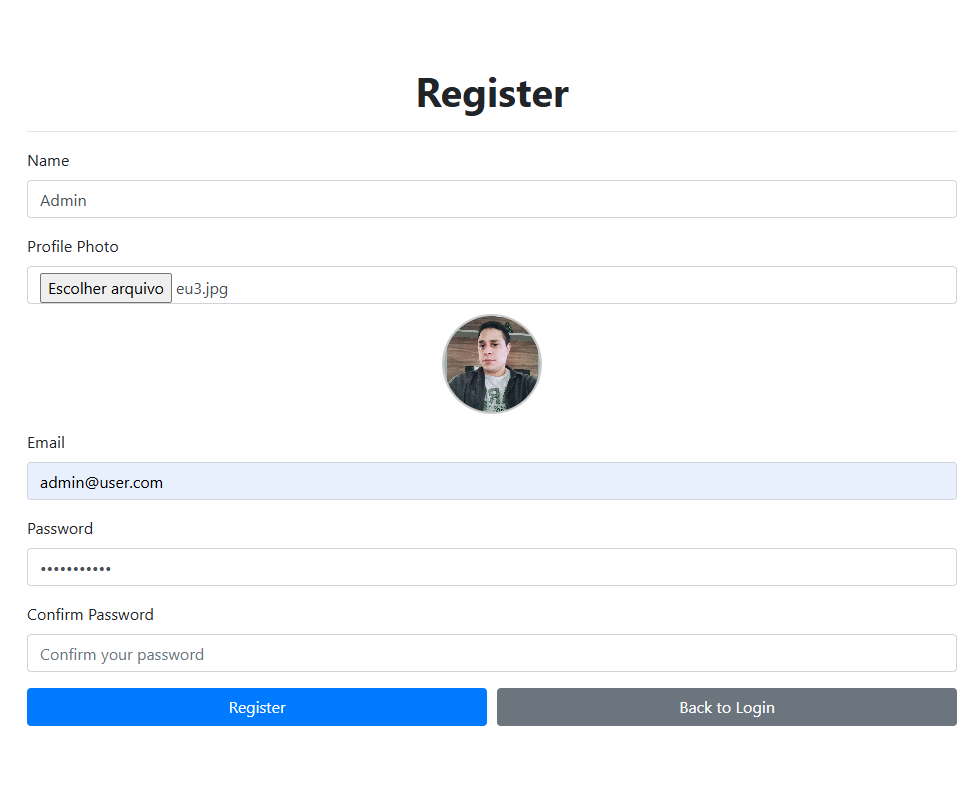 Register
Name
Admin
Profile Photo
Escolher arquivo eu3.jpg
Email
admin@user.com
Password
•••••••••••
Confirm Password
Confirm your password
Register Back to Login